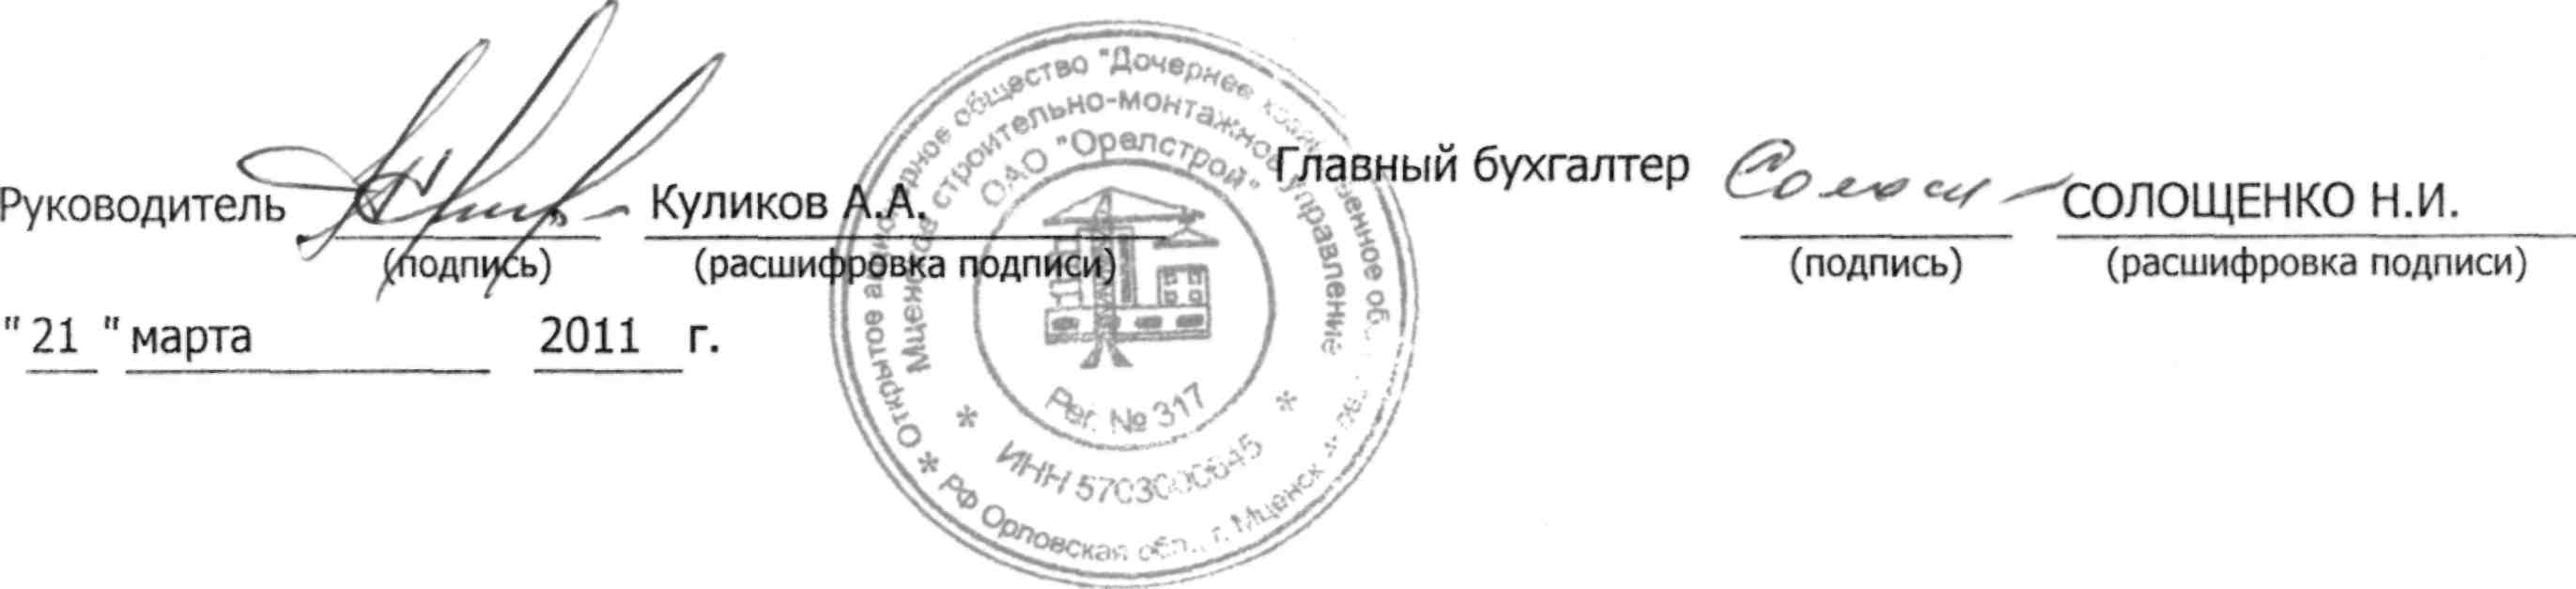 Руководитель Куликов А.А. Главный бухгалтер СОЛОЩЕНКО Н.И.
(подпись) (расшифровка подписи) (подпись) (расшифровка подписи)
" 21 " марта 2011 г.
Открытое акционерное общество "Дочернее
Мценское строительно-монтажное управление
ОАО "Орелстрой"
Рег. № 317
* ИНН *
* РФ Орловская обл., г. Мценск